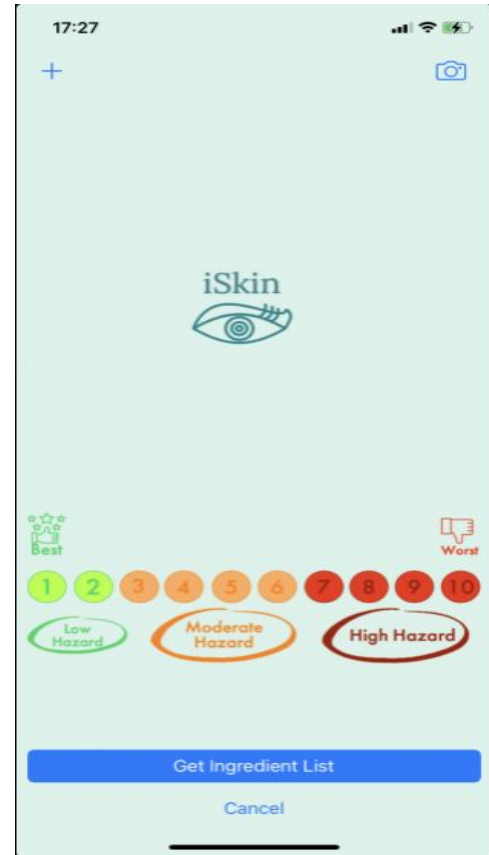 17:27
iSkin
Best
Worst
1 2 3 4 5 6 7 8 9 10
Low
Hazard
Moderate
Hazard
High Hazard
Get Ingredient List
Cancel